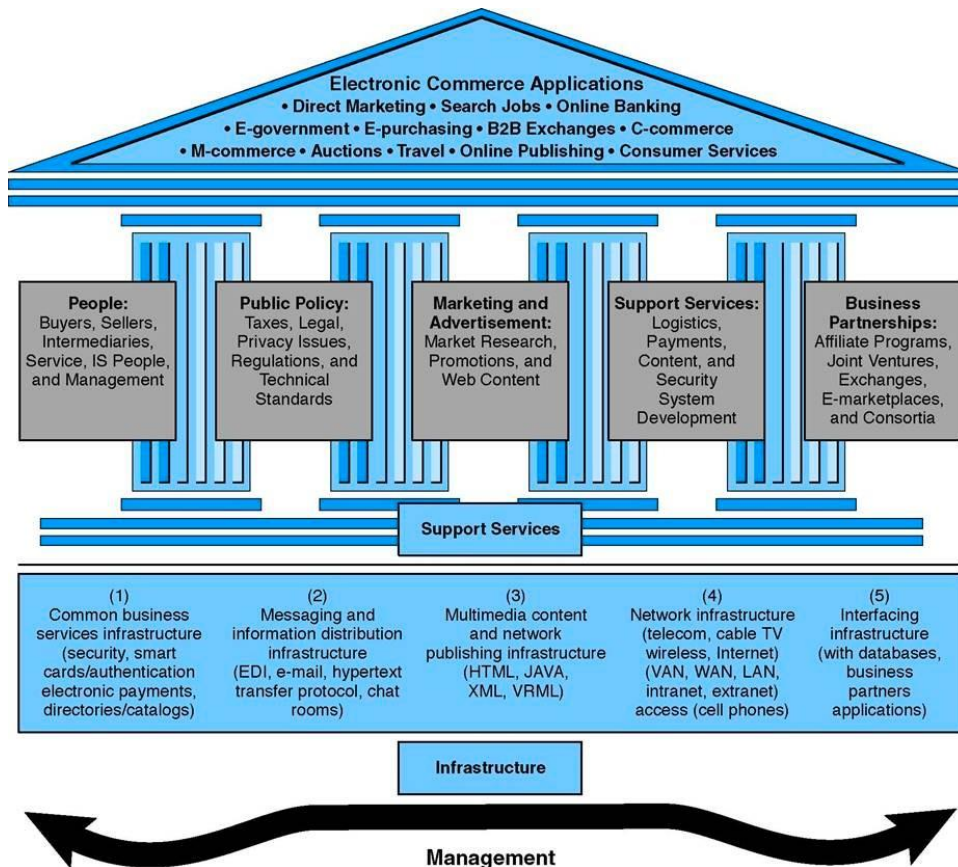 Electronic Commerce Applications
• Direct Marketing • Search Jobs • Online Banking
• E-government • E-purchasing • B2B Exchanges • C-commerce
• M-commerce • Auctions • Travel • Online Publishing • Consumer Services
People:
Buyers, Sellers,
Intermediaries,
Service, IS People,
and Management
Public Policy:
Taxes, Legal,
Privacy Issues,
Regulations, and
Technical
Standards
Marketing and
Advertisement:
Market Research,
Promotions, and
Web Content
Support Services:
Logistics,
Payments,
Content, and
Security
System
Development
Business
Partnerships:
Affiliate Programs,
Joint Ventures,
Exchanges,
E-marketplaces,
and Consortia
Support Services
(1)
Common business
services infrastructure
(security, smart
cards/authentication
electronic payments,
directories/catalogs)
(2)
Messaging and
information distribution
infrastructure
(EDI, e-mail, hypertext
transfer protocol, chat
rooms)
(3)
Multimedia content
and network
publishing infrastructure
(HTML, JAVA,
XML, VRML)
(4)
Network infrastructure
(telecom, cable TV
wireless, Internet)
(VAN, WAN, LAN,
intranet, extranet)
access (cell phones)
(5)
Interfacing
infrastructure
(with databases,
business
partners
applications)
Infrastructure
Management